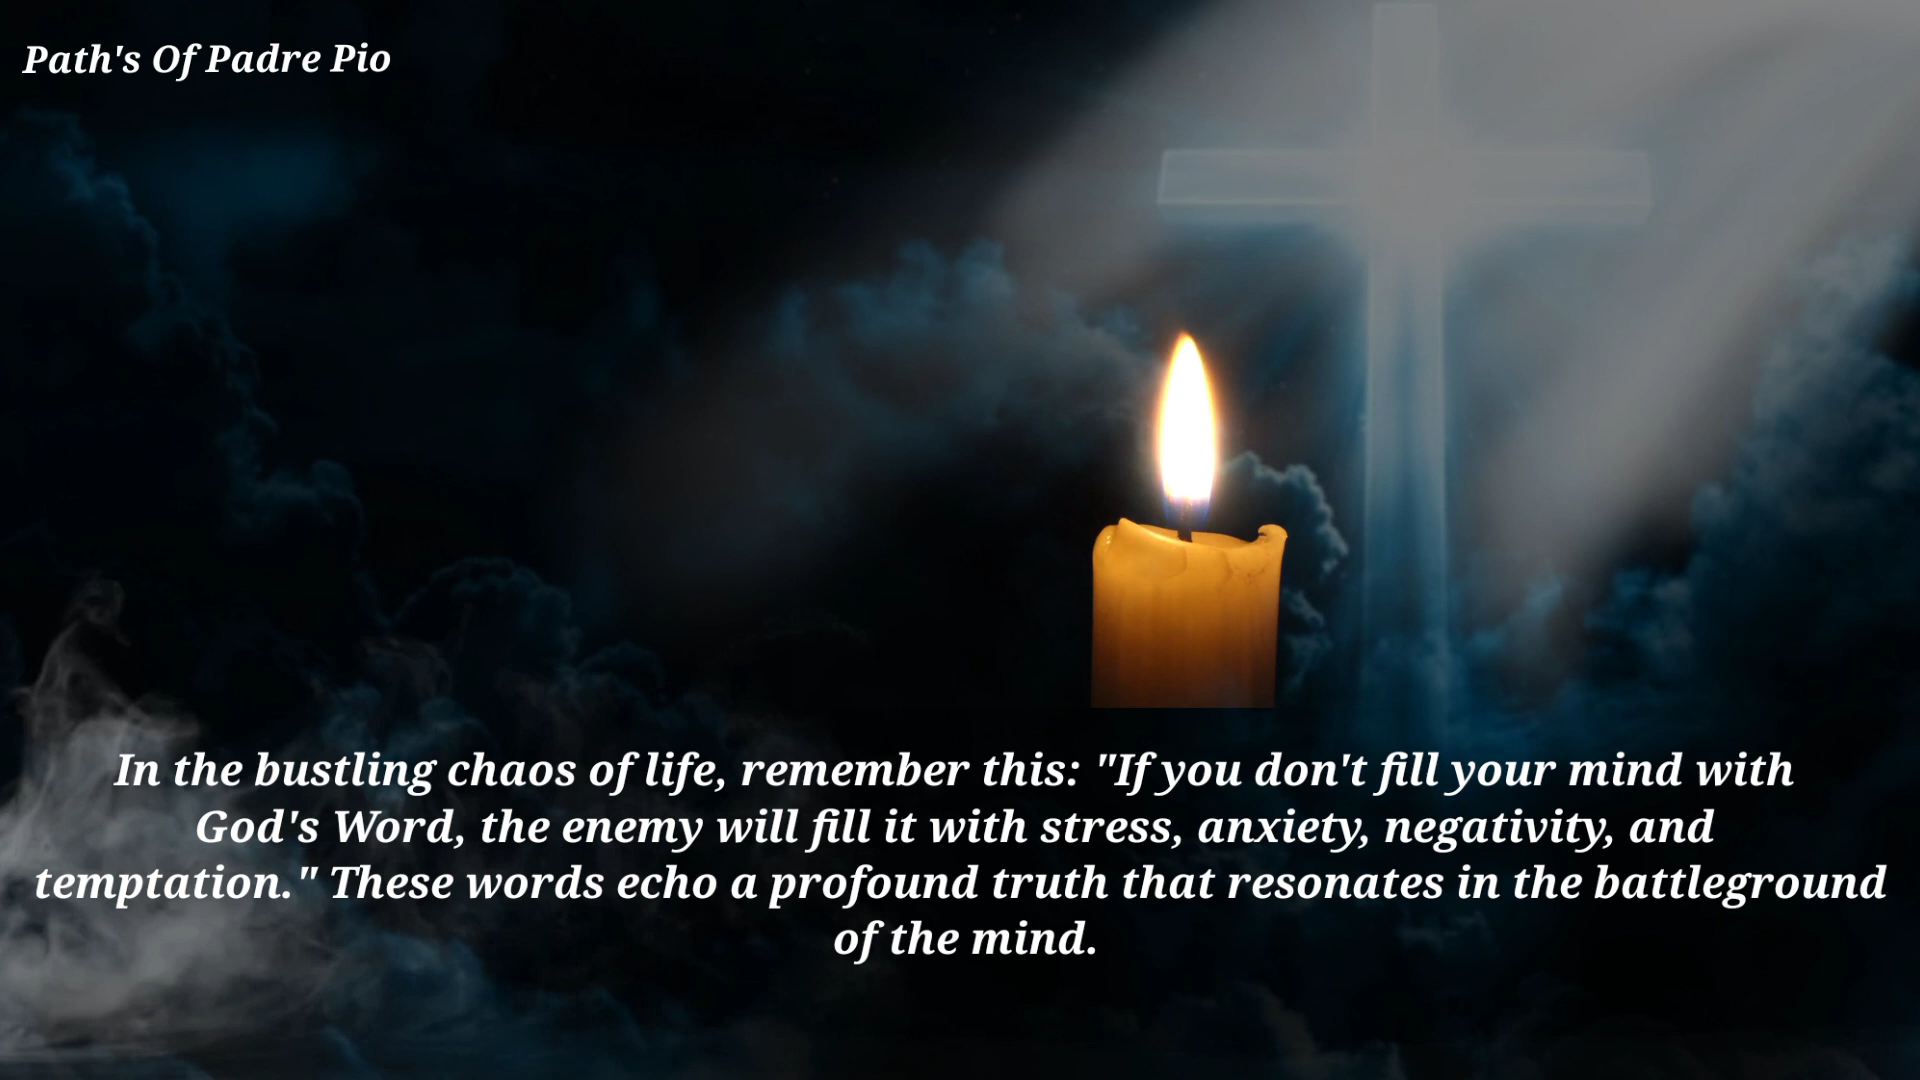 Path's Of Padre Pio
In the bustling chaos of life, remember this: "If you don't fill your mind with
God's Word, the enemy will fill it with stress, anxiety, negativity, and
temptation." These words echo a profound truth that resonates in the battleground
of the mind.